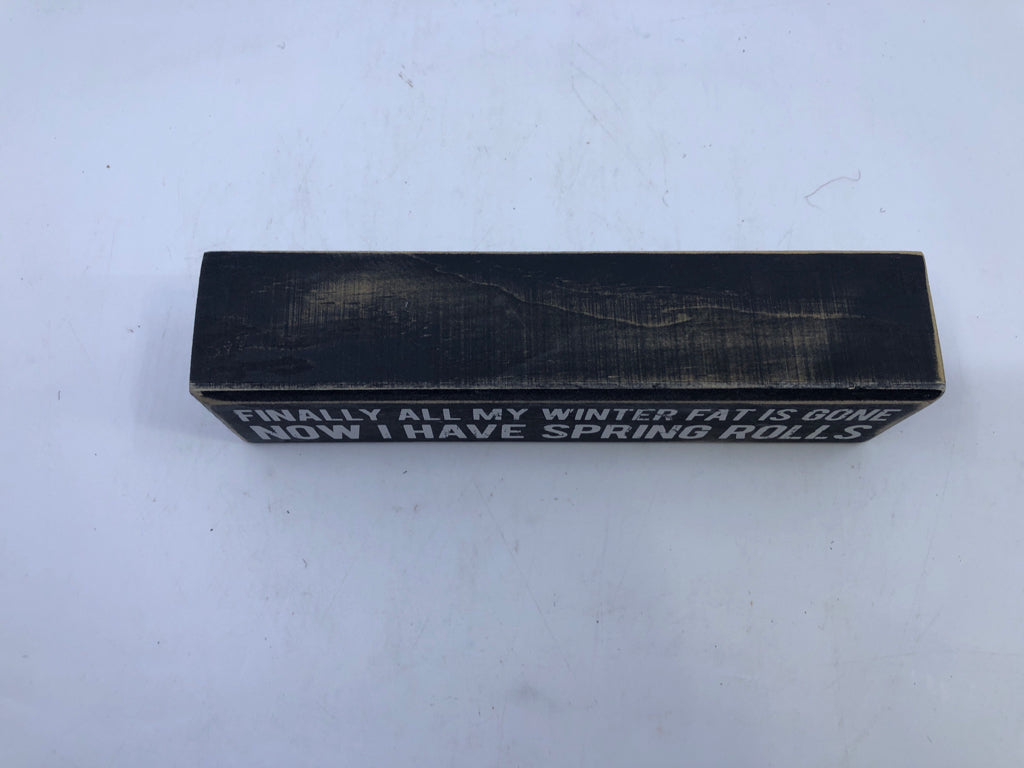 FINALLY ALL MY WINTER FAT IS GONE
NOW I HAVE SPRING ROLLS